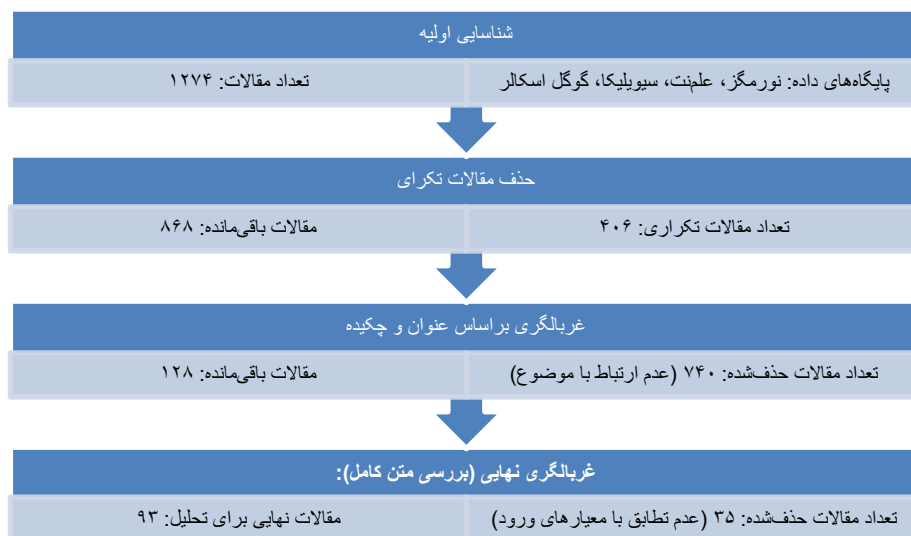 شناسایی اولیه
پایگاه‌های داده: نورمگز، علم‌نت، سیویلیکا، گوگل اسکالر
تعداد مقالات: ۱۲۷۴
حذف مقالات تکرای
تعداد مقالات تکراری: ۴۰۶
مقالات باقی‌مانده: ۸۶۸
غربالگری براساس عنوان و چکیده
تعداد مقالات حذف‌شده: ۷۴۰ (عدم ارتباط با موضوع)
مقالات باقی‌مانده: ۱۲۸
غربالگری نهایی (بررسی متن کامل):
تعداد مقالات حذف‌شده: ۳۵ (عدم تطابق با معیارهای ورود)
مقالات نهایی برای تحلیل: ۹۳